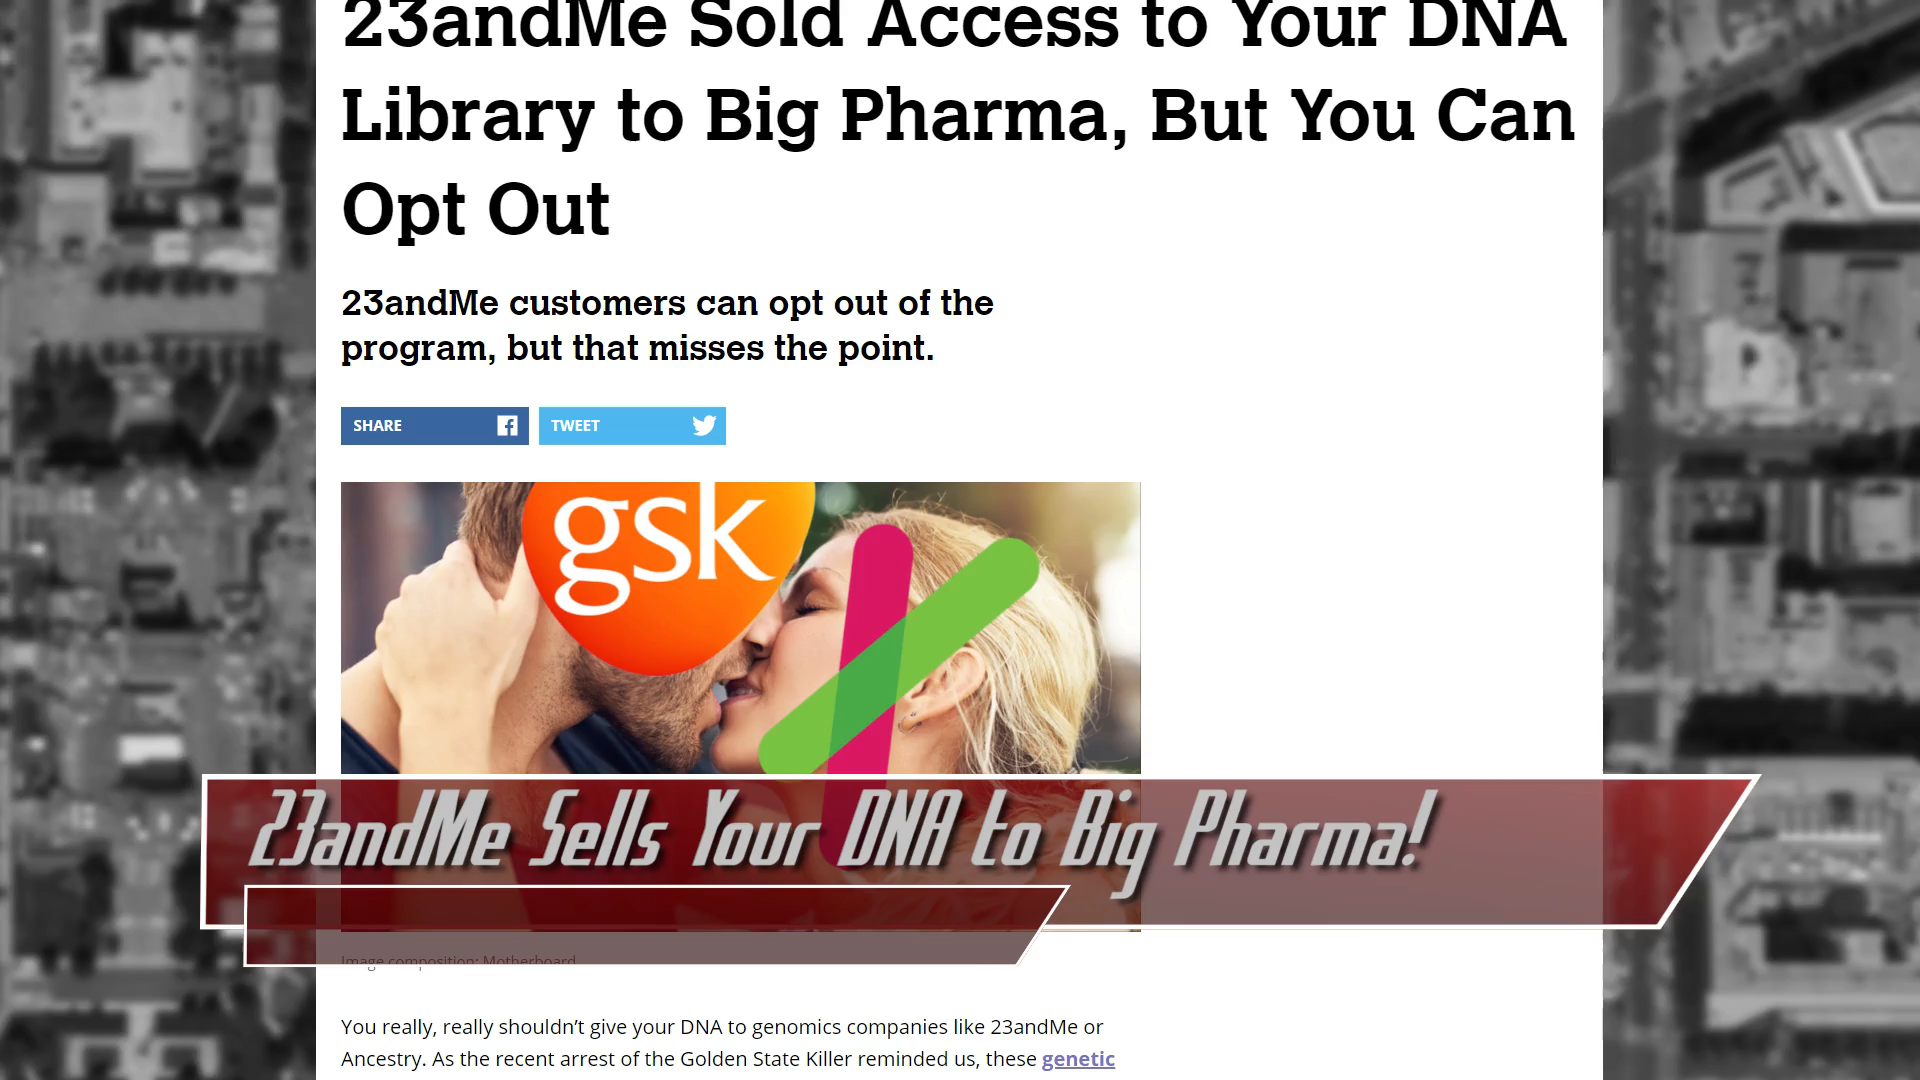 23andMe Sold Access to Your DNA
Library to Big Pharma, But You Can
Opt Out
23andMe customers can opt out of the
program, but that misses the point.
SHARE
TWEET
gsk
23andMe Sells Your DNA to Big Pharma!
Image composition: Motherboard
You really, really shouldn’t give your DNA to genomics companies like 23andMe or
Ancestry. As the recent arrest of the Golden State Killer reminded us, these genetic